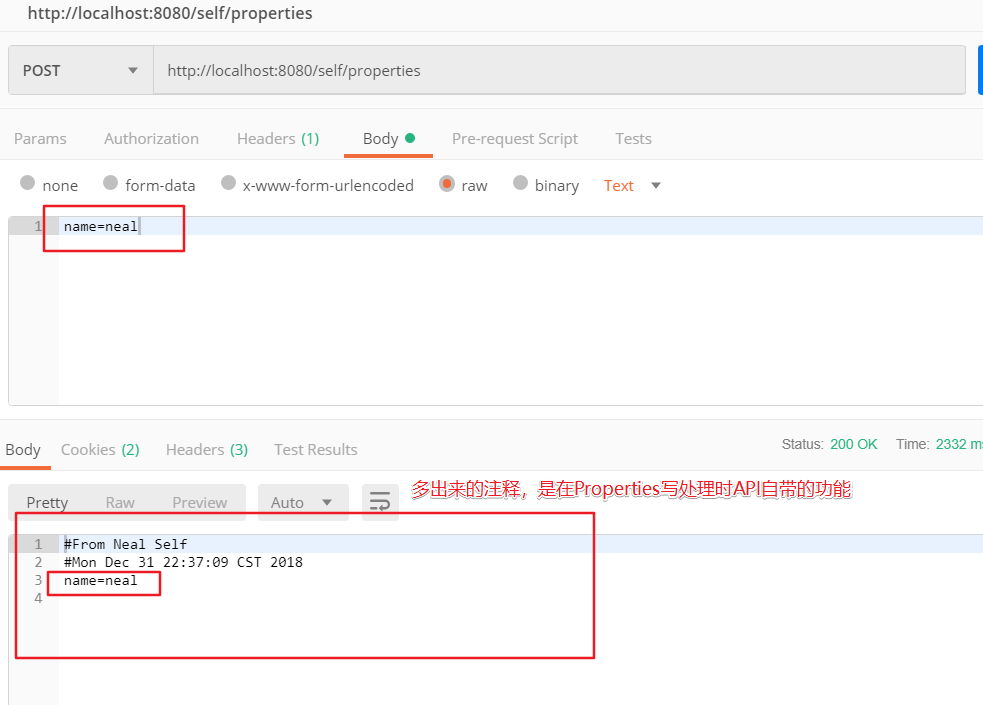 http://localhost:8080/self/properties
POST http://localhost:8080/self/properties
Params Authorization Headers (1) Body Pre-request Script Tests
none form-data x-www-form-urlencoded raw binary Text
1 name=neal
Body Cookies (2) Headers (3) Test Results Status: 200 OK Time: 2332 ms
Pretty Raw Preview Auto 多出来的注释，是在Properties写处理时API自带的功能
1 #From Neal Self
2 #Mon Dec 31 22:37:09 CST 2018
3 name=neal
4